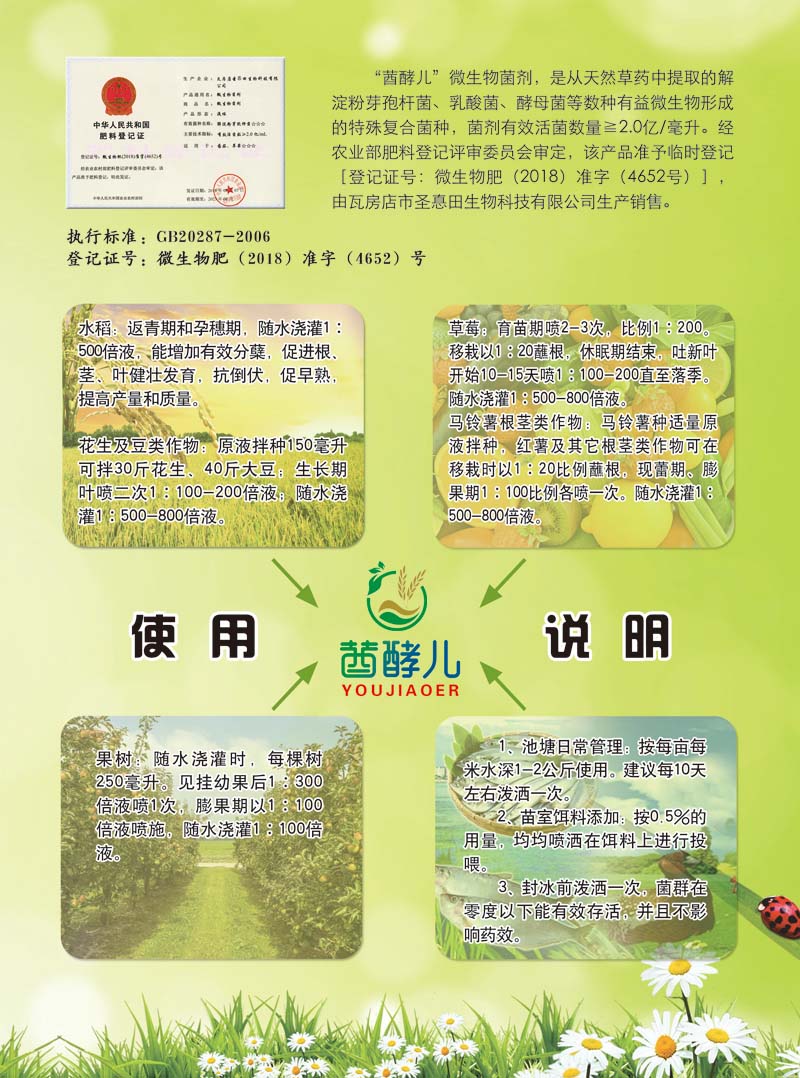 中华人民共和国
肥料登记证
“莤酵儿”微生物菌剂，是从天然草药中提取的解
淀粉芽孢杆菌、乳酸菌、酵母菌等数种有益微生物形成
的特殊复合菌种，菌剂有效活菌数量≧2.0亿/毫升。经
农业部肥料登记评审委员会审定，该产品准予临时登记
［登记证号：微生物肥（2018）准字（4652号）］，
由瓦房店市圣惪田生物科技有限公司生产销售。
执行标准：GB20287-2006
登记证号：微生物肥（2018）准字（4652）号
水稻：返青期和孕穗期，随水浇灌1：
500倍液，能增加有效分蘖，促进根、
茎、叶健壮发育，抗倒伏，促早熟，
提高产量和质量。
花生及豆类作物：原液拌种150毫升
可拌30斤花生、40斤大豆；生长期
叶喷二次1：100-200倍液；随水浇
灌1：500-800倍液。
草莓：育苗期喷2-3次，比例1：200。
移栽以1：20蘸根，休眠期结束，吐新叶
开始10-15天喷1：100-200直至落季。
随水浇灌1：500-800倍液。
马铃薯根茎类作物：马铃薯种适量原
液拌种，红薯及其它根茎类作物可在
移栽时以1：20比例蘸根，现蕾期、膨
果期1：100比例各喷一次。随水浇灌1：
500-800倍液。
使用
说明
莤酵儿
YOUJIAOER
果树：随水浇灌时，每棵树
250毫升。见挂幼果后1：300
倍液喷1次，膨果期以1：100
倍液喷施，随水浇灌1：100倍
液。
1、池塘日常管理：按每亩每
米水深1-2公斤使用。建议每10天
左右泼洒一次。
2、苗室饵料添加：按0.5%的
用量，均均喷洒在饵料上进行投
喂。
3、封冰前泼洒一次，菌群在
零度以下能有效存活，并且不影
响药效。